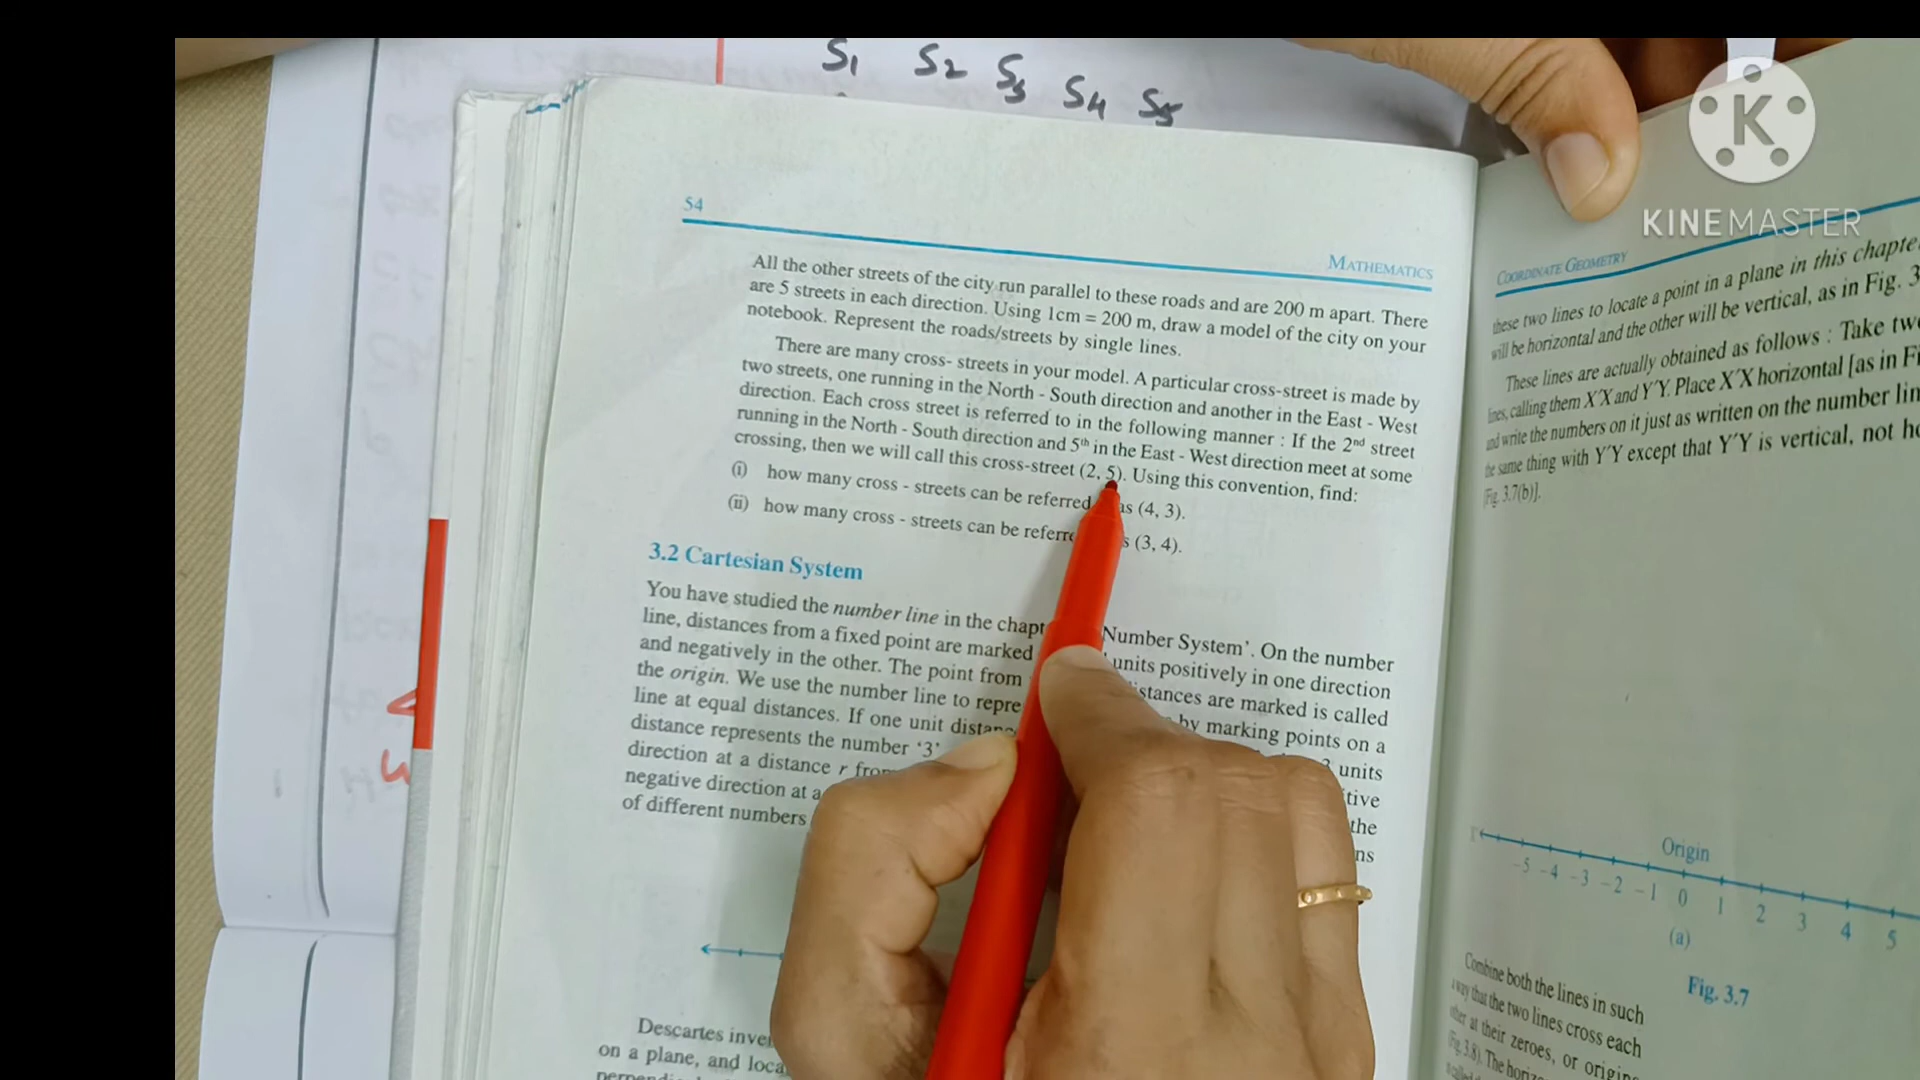 S1 S2 S3 S4 S5
54
MATHEMATICS
All the other streets of the city run parallel to these roads and are 200 m apart. There
are 5 streets in each direction. Using 1cm = 200 m, draw a model of the city on your
notebook. Represent the roads/streets by single lines.
There are many cross- streets in your model. A particular cross-street is made by
two streets, one running in the North - South direction and another in the East - West
direction. Each cross street is referred to in the following manner : If the 2nd street
running in the North - South direction and 5th in the East - West direction meet at some
crossing, then we will call this cross-street (2, 5). Using this convention, find:
(i) how many cross - streets can be referred as (4, 3).
(ii) how many cross - streets can be (3, 4).
3.2 Cartesian System
You have studied the number line in the Number System’. On the number
line, distances from a fixed point are marked units positively in one direction
and negatively in the other. The point from distances are marked is called
the origin. We use the number line to by marking points on a
line at equal distances. If one unit units
distance represents the number ‘3’
direction at a distance r the
negative direction at a
of different numbers
Descartes
on a plane, and
K
KINEMASTER
COORDINATE GEOMETRY
these two lines to locate a point in a plane in this
will be horizontal and the other will be vertical, as in Fig. 3
These lines are actually obtained as follows : Take
lines, calling them X′X and Y′Y. Place X′X horizontal [as in
and write the numbers on it just as written on the number
the same thing with Y′Y except that Y′Y is vertical, not
[Fig. 3.7(b)].
Origin
-5 -4 -3 -2 -1 0 1 2 3 4 5
(a)
Fig. 3.7
Combine both the lines in such
a way that the two lines cross each
other at their zeroes, or
(Fig. 3.8). The